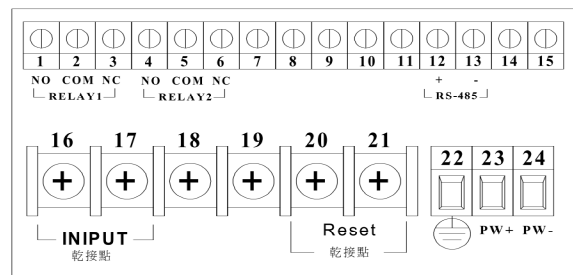 1 2 3 4 5 6 7 8 9 10 11 12 13 14 15
NO COM NC NO COM NC + -
RELAY1 RELAY2 RS-485
16 17 18 19 20 21 22 23 24
INIPUT Reset PW+ PW-
乾接點 乾接點